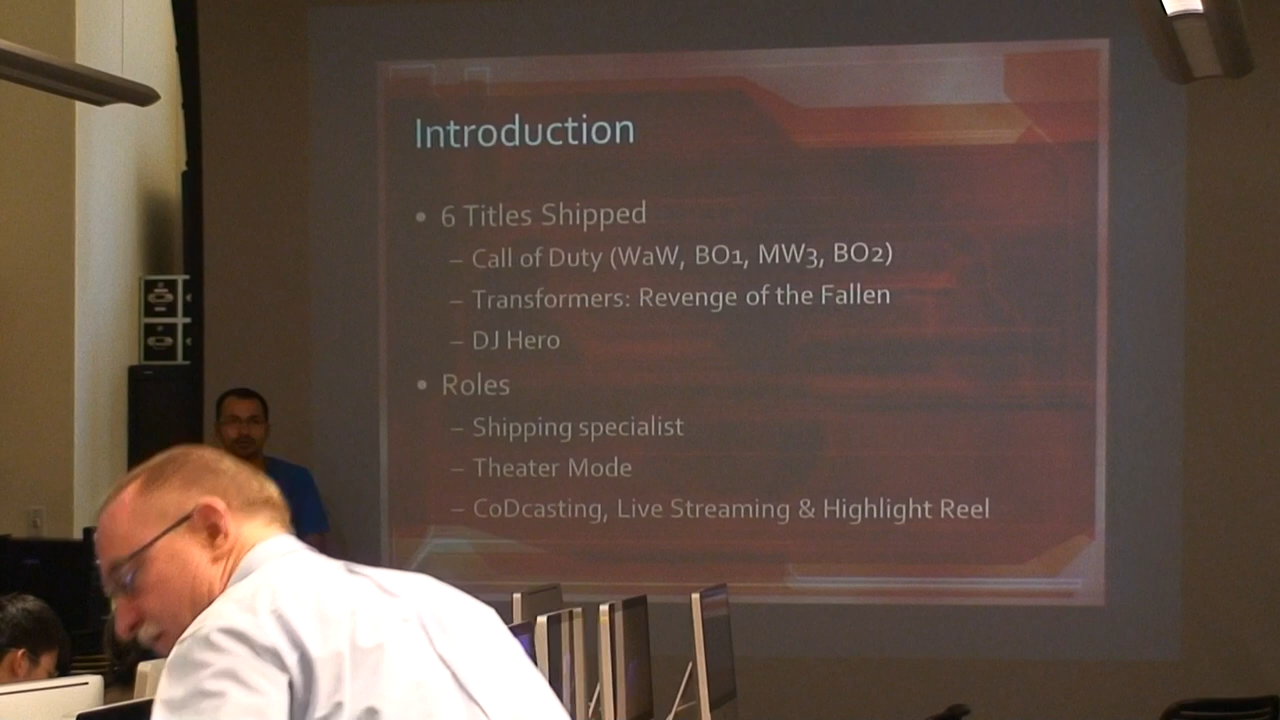 Introduction
• 6 Titles Shipped
– Call of Duty (WaW, BO1, MW3, BO2)
– Transformers: Revenge of the Fallen
– DJ Hero
• Roles
– Shipping specialist
– Theater Mode
– CoDcasting, Live Streaming & Highlight Reel